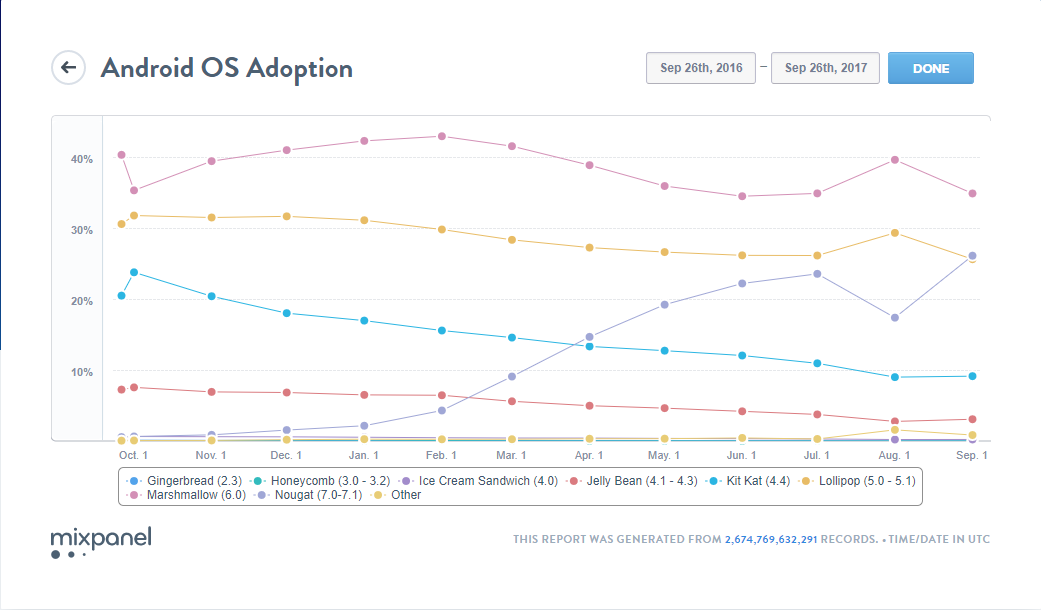 Android OS Adoption
Sep 26th, 2016 – Sep 26th, 2017 DONE
40%
30%
20%
10%
Oct. 1 Nov. 1 Dec. 1 Jan. 1 Feb. 1 Mar. 1 Apr. 1 May. 1 Jun. 1 Jul. 1 Aug. 1 Sep. 1
Gingerbread (2.3) Honeycomb (3.0 - 3.2) Ice Cream Sandwich (4.0) Jelly Bean (4.1 - 4.3) Kit Kat (4.4) Lollipop (5.0 - 5.1)
Marshmallow (6.0) Nougat (7.0-7.1) Other
mixpanel
THIS REPORT WAS GENERATED FROM 2,674,769,632,291 RECORDS. • TIME/DATE IN UTC